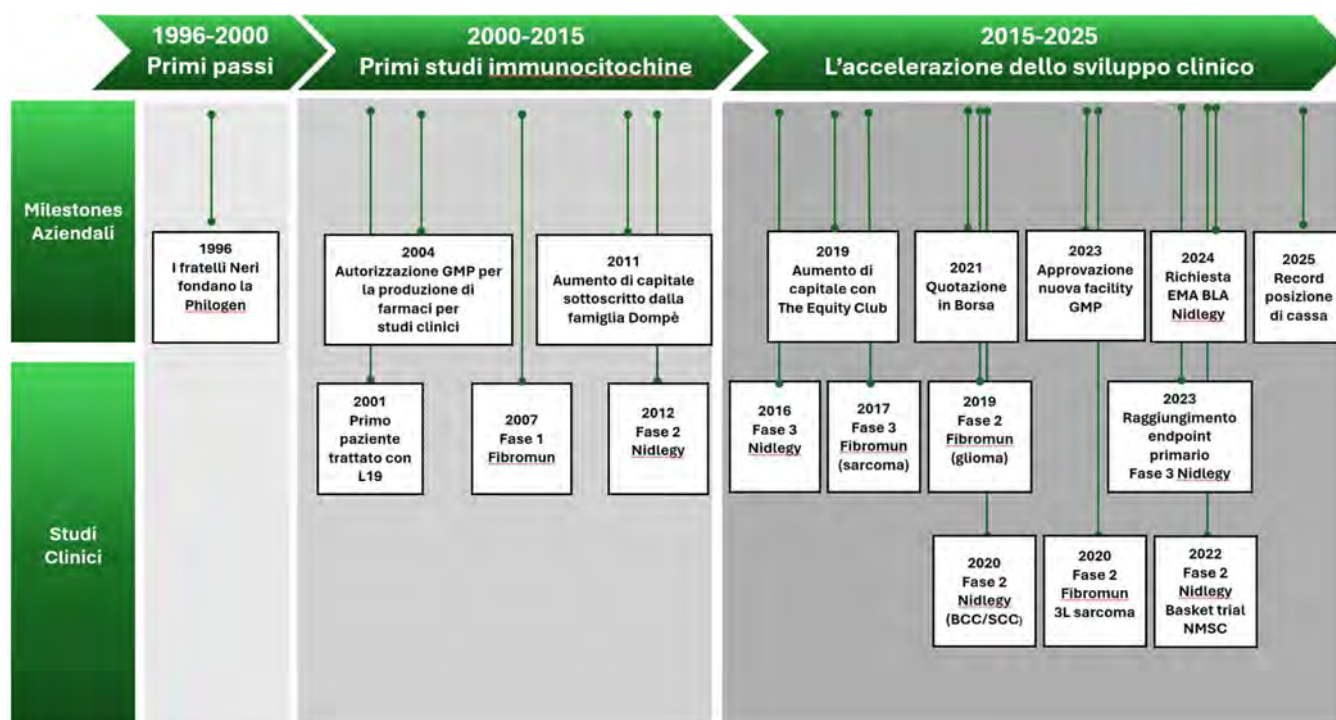 1996-2000
Primi passi
2000-2015
Primi studi immunocitochine
2015-2025
L'accelerazione dello sviluppo clinico
Milestones
Aziendali
1996
I fratelli Neri
fondano la
Philogen
2004
Autorizzazione GMP per
la produzione di
farmaci per
studi clinici
2011
Aumento di capitale
sottoscritto dalla
famiglia Dompè
2019
Aumento di
capitale con
The Equity Club
2021
Quotazione
in Borsa
2023
Approvazione
nuova facility
GMP
2024
Richiesta
EMA BLA
Nidlegy
2025
Record
posizione
di cassa
Studi
Clinici
2001
Primo
paziente
trattato con
L19
2007
Fase 1
Fibromun
2012
Fase 2
Nidlegy
2016
Fase 3
Nidlegy
2017
Fase 3
Fibromun
(sarcoma)
2019
Fase 2
Fibromun
(glioma)
2023
Raggiungimento
endpoint
primario
Fase 3 Nidlegy
2020
Fase 2
Nidlegy
(BCC/SCC)
2020
Fase 2
Fibromun
3L sarcoma
2022
Fase 2
Nidlegy
Basket trial
NMSC